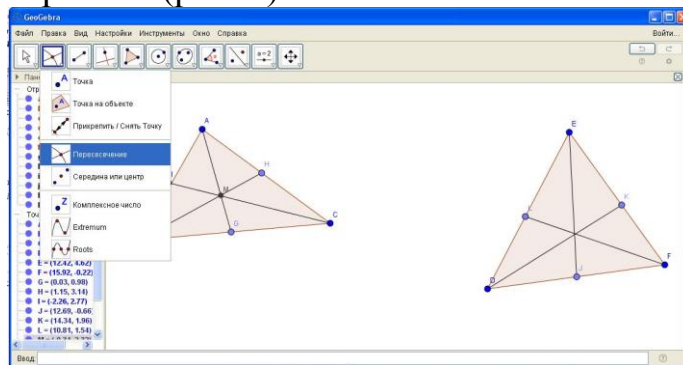 GeoGebra
Файл Правка Вид Настройки Инструменты Окно Справка
Войти...
A
a=2
Точка
Точка на объекте
Прикрепить / Снять Точку
Пересечение
Середина или центр
Комплексное число
Extremum
Roots
A
H
M
C
G
E
K
L
F
J
D
E = (12.42, 4.62)
F = (15.92, -0.22)
G = (0.03, 0.98)
H = (1.15, 3.14)
I = (-2.26, 2.77)
J = (12.69, -0.66)
K = (14.34, 1.96)
L = (10.81, 1.54)
Ввод: